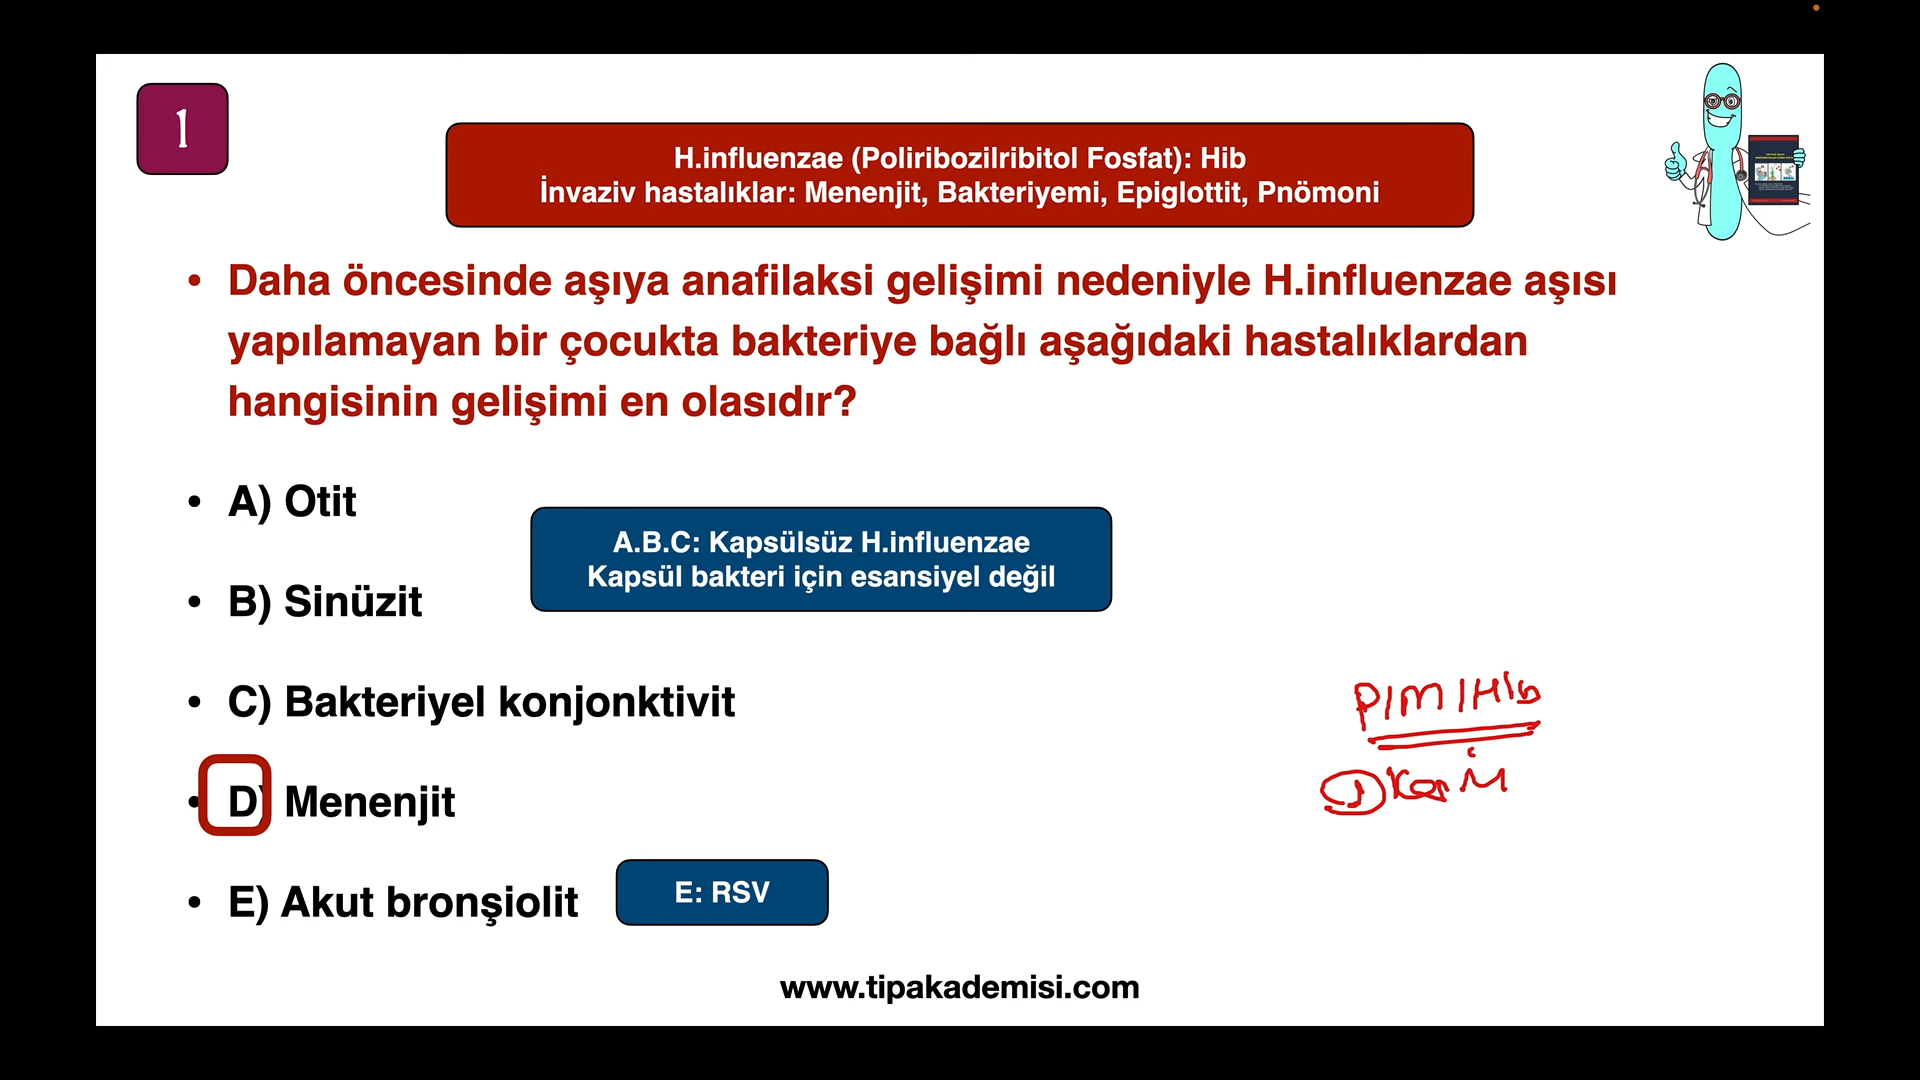 1
H.influenzae (Poliribozilribitol Fosfat): Hib
İnvaziv hastalıklar: Menenjit, Bakteriyemi, Epiglottit, Pnömoni
• Daha öncesinde aşıya anafilaksi gelişimi nedeniyle H.influenzae aşısı
yapılamayan bir çocukta bakteriye bağlı aşağıdaki hastalıklardan
hangisinin gelişimi en olasıdır?
• A) Otit
A.B.C: Kapsülsüz H.influenzae
Kapsül bakteri için esansiyel değil
• B) Sinüzit
• C) Bakteriyel konjonktivit
P/M/Hib
• D) Menenjit
• E) Akut bronşiolit
E: RSV
www.tipakademisi.com